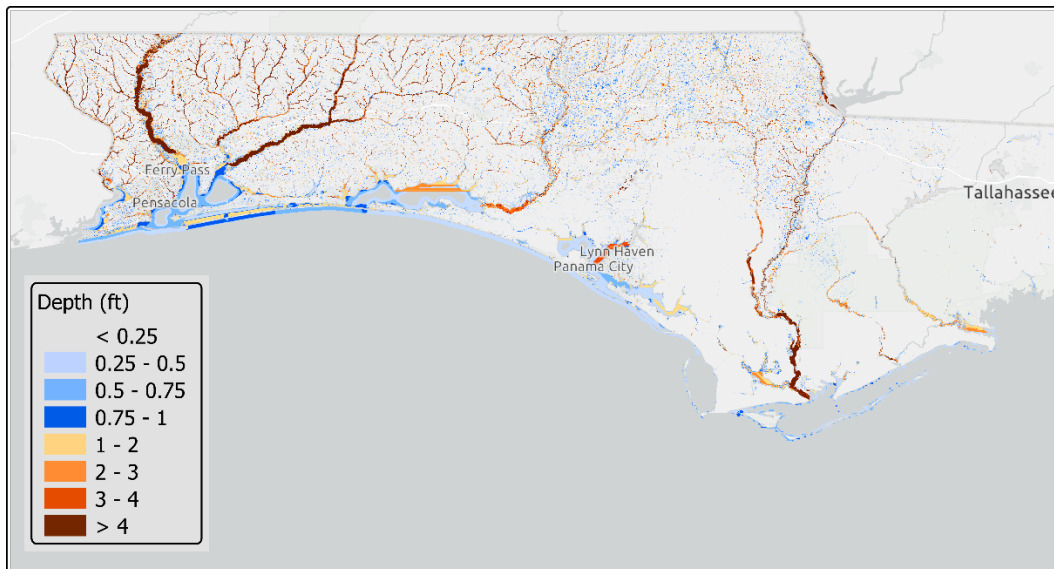 Ferry Pass
Pensacola
Tallahassee
Lynn Haven
Panama City
Depth (ft)
< 0.25
0.25 - 0.5
0.5 - 0.75
0.75 - 1
1 - 2
2 - 3
3 - 4
> 4